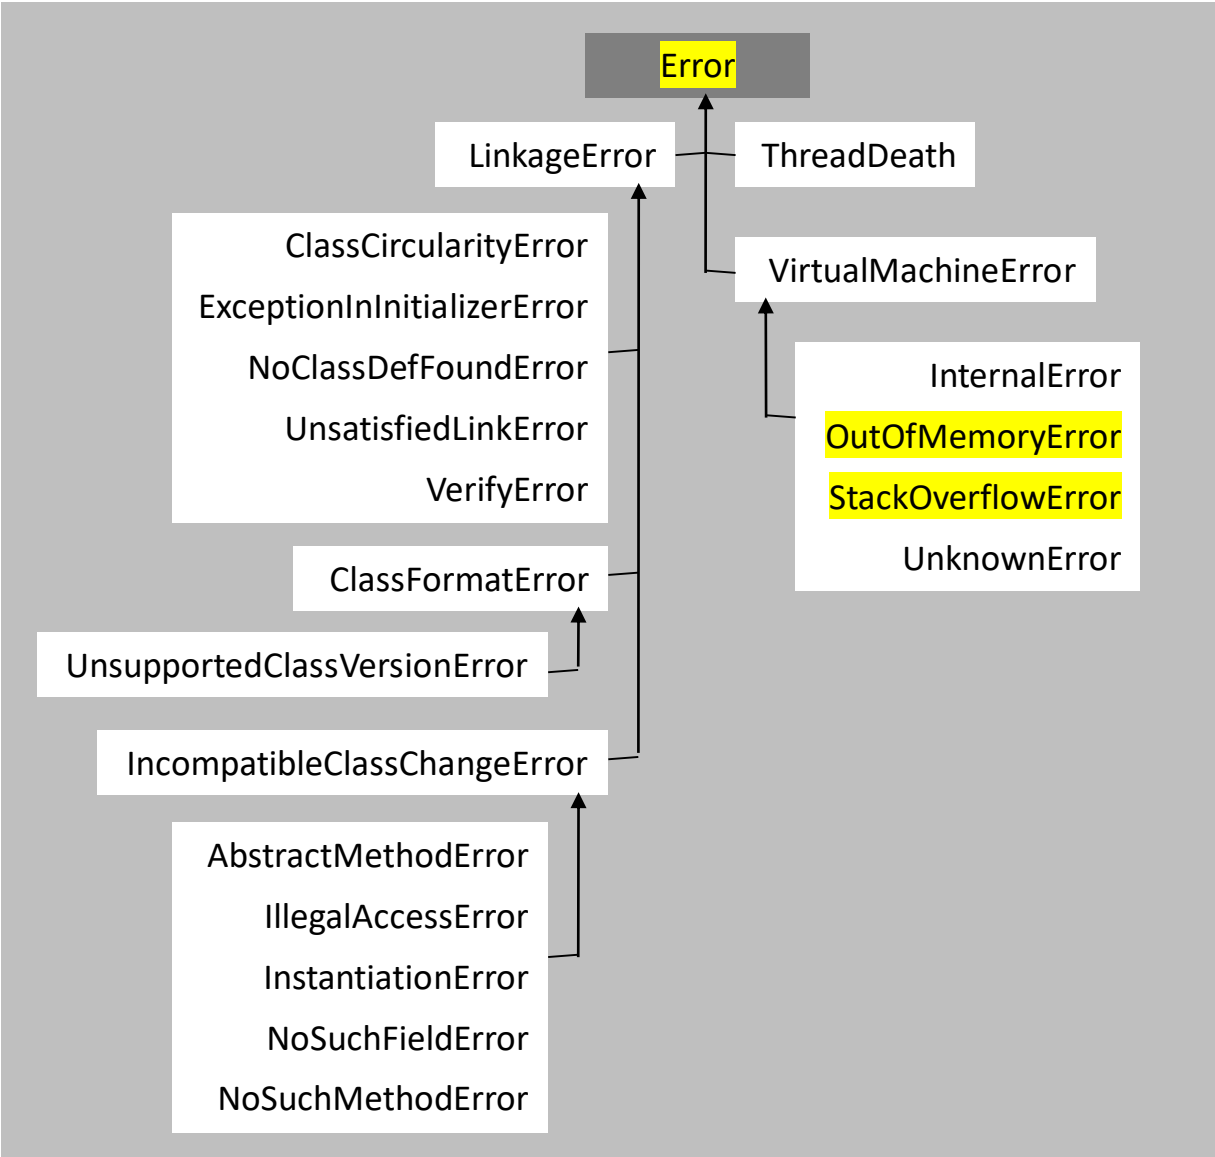 Error
LinkageError
ThreadDeath
ClassCircularityError
ExceptionInInitializerError
NoClassDefFoundError
UnsatisfiedLinkError
VerifyError
VirtualMachineError
InternalError
OutOfMemoryError
StackOverflowError
UnknownError
ClassFormatError
UnsupportedClassVersionError
IncompatibleClassChangeError
AbstractMethodError
IllegalAccessError
InstantiationError
NoSuchFieldError
NoSuchMethodError